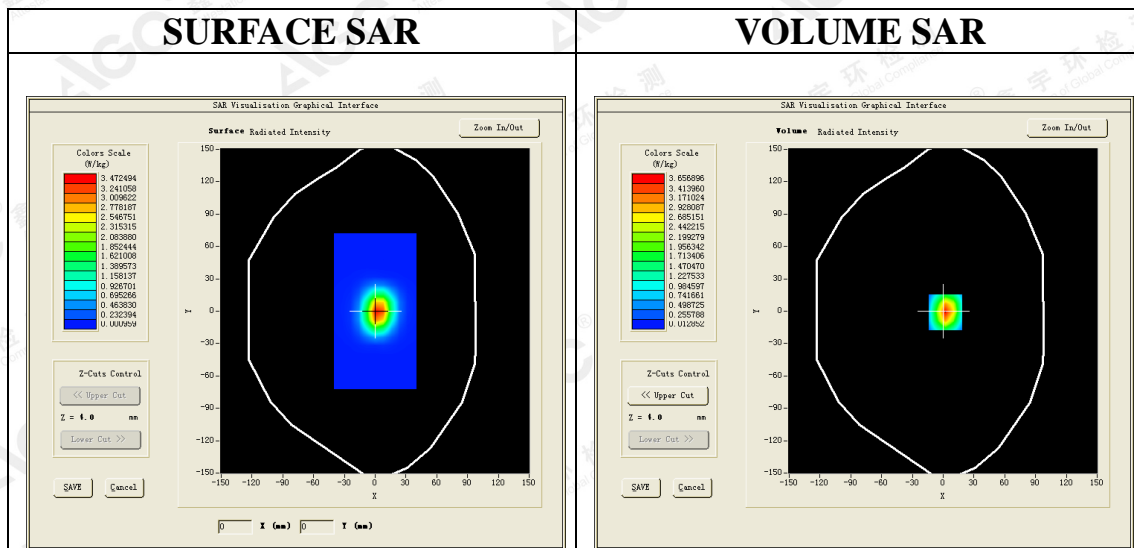 SURFACE SAR
SAR Visualisation Graphical Interface
Surface Radiated Intensity
Zoom In/Out
Colors Scale
(W/kg)
3.472494
3.241058
3.009622
2.778187
2.546751
2.315315
2.083880
1.852444
1.621008
1.389573
1.158137
0.926701
0.695266
0.463830
0.232394
0.000959
150
120
90
60
30
0
-30
-60
-90
-120
-150
Y
-150 -120 -90 -60 -30 0 30 60 90 120 150
X
Z-Cuts Control
<< Upper Cut
Z = 4.0 mm
Lower Cut >>
SAVE Cancel
0 X (mm) 0 Y (mm)
VOLUME SAR
SAR Visualisation Graphical Interface
Volume Radiated Intensity
Zoom In/Out
Colors Scale
(W/kg)
3.656896
3.413960
3.171024
2.928087
2.685151
2.442215
2.199279
1.956342
1.713406
1.470470
1.227533
0.984597
0.741661
0.498725
0.255788
0.012852
150
120
90
60
30
0
-30
-60
-90
-120
-150
Y
-150 -120 -90 -60 -30 0 30 60 90 120 150
X
Z-Cuts Control
<< Upper Cut
Z = 4.0 mm
Lower Cut >>
SAVE Cancel